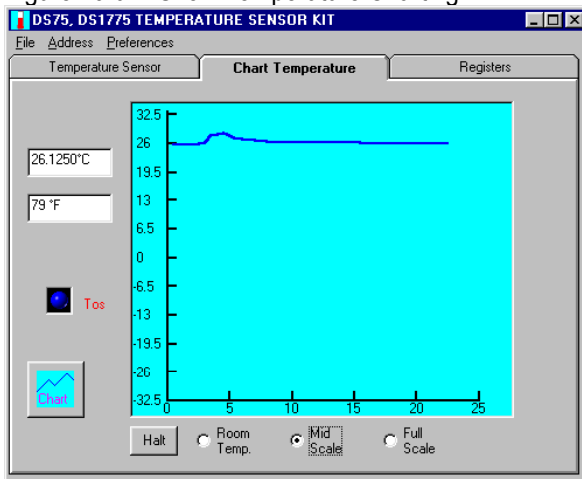 DS75, DS1775 TEMPERATURE SENSOR KIT
File Address Preferences
Temperature Sensor Chart Temperature Registers
32.5
26
19.5
13
6.5
0
-6.5
-13
-19.5
-26
-32.5
0 5 10 15 20 25
26.1250°C
79 °F
Tos
Chart
Halt
Room Temp.
Mid Scale
Full Scale